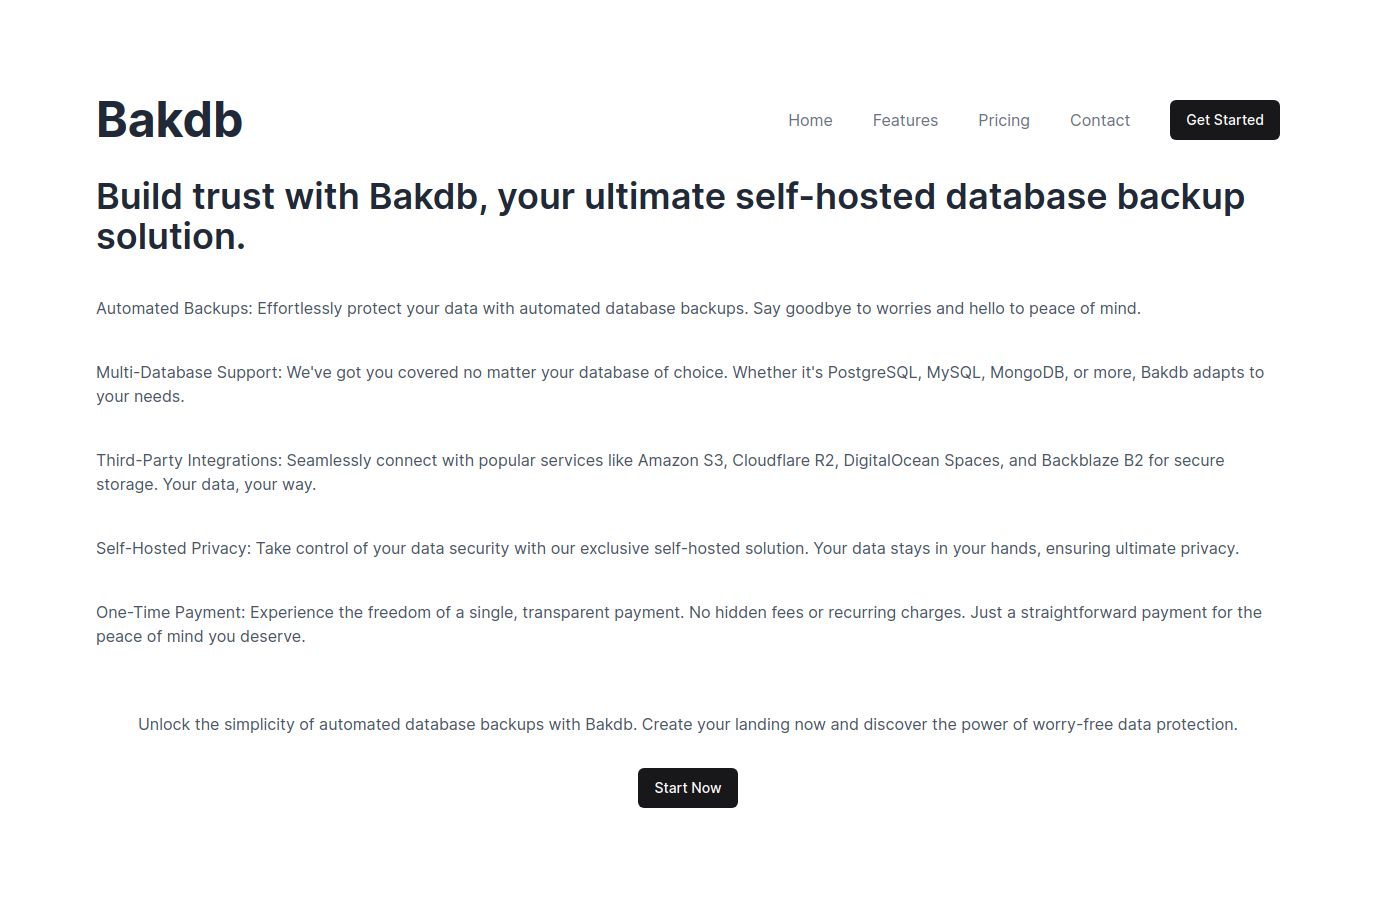 Bakdb
Home
Features
Pricing
Contact
Get Started
Build trust with Bakdb, your ultimate self-hosted database backup
solution.
Automated Backups: Effortlessly protect your data with automated database backups. Say goodbye to worries and hello to peace of mind.
Multi-Database Support: We've got you covered no matter your database of choice. Whether it's PostgreSQL, MySQL, MongoDB, or more, Bakdb adapts to
your needs.
Third-Party Integrations: Seamlessly connect with popular services like Amazon S3, Cloudflare R2, DigitalOcean Spaces, and Backblaze B2 for secure
storage. Your data, your way.
Self-Hosted Privacy: Take control of your data security with our exclusive self-hosted solution. Your data stays in your hands, ensuring ultimate privacy.
One-Time Payment: Experience the freedom of a single, transparent payment. No hidden fees or recurring charges. Just a straightforward payment for the
peace of mind you deserve.
Unlock the simplicity of automated database backups with Bakdb. Create your landing now and discover the power of worry-free data protection.
Start Now